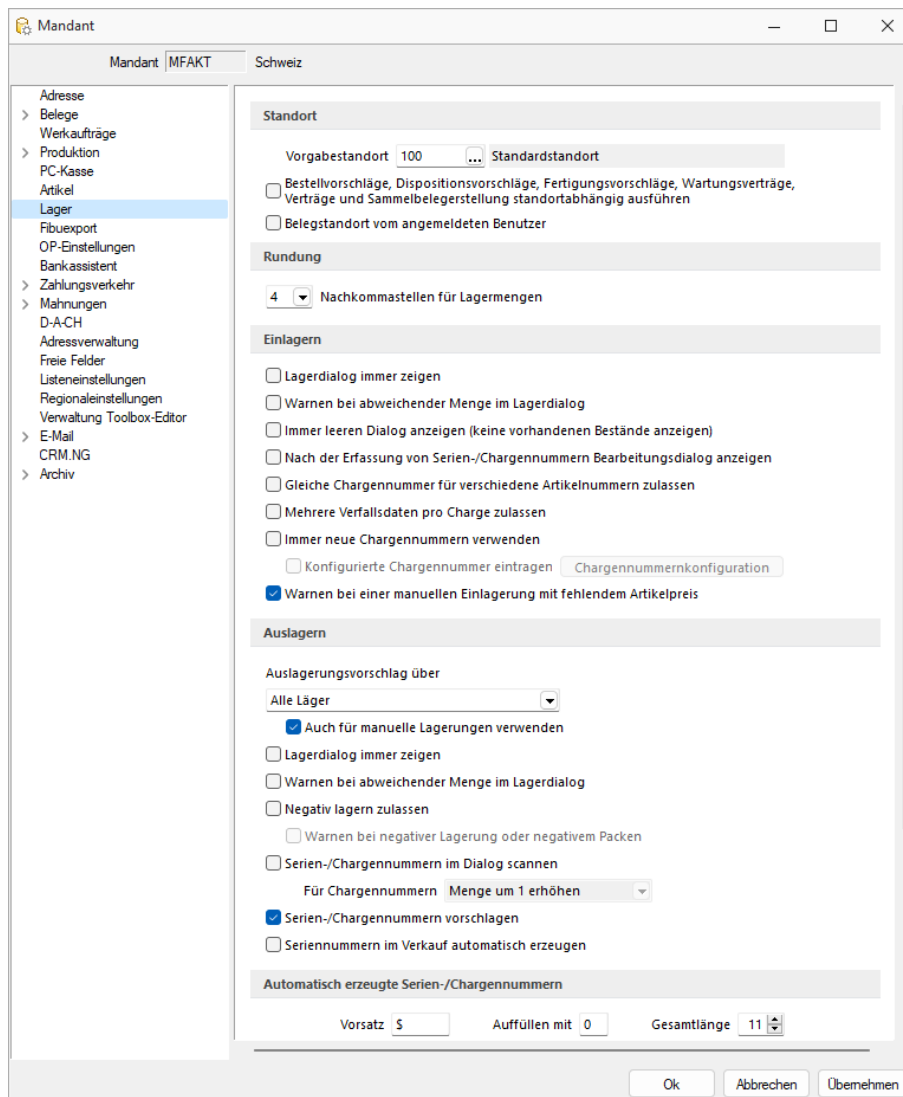 Mandant
Mandant MFAKT Schweiz
Adresse
Belege
Werkaufträge
Produktion
PC-Kasse
Artikel
Lager
Fibuexport
OP-Einstellungen
Bankassistent
Zahlungsverkehr
Mahnungen
D-A-CH
Adressverwaltung
Freie Felder
Listeneinstellungen
Regionaleinstellungen
Verwaltung Toolbox-Editor
E-Mail
CRM.NG
Archiv
Standort
Vorgabestandort 100 ... Standardstandort
Bestellvorschläge, Dispositionsvorschläge, Fertigungsvorschläge, Wartungsverträge,
Verträge und Sammelbelegerstellung standortabhängig ausführen
Belegstandort vom angemeldeten Benutzer
Rundung
4 Nachkommastellen für Lagermengen
Einlagern
Lagerdialog immer zeigen
Warnen bei abweichender Menge im Lagerdialog
Immer leeren Dialog anzeigen (keine vorhandenen Bestände anzeigen)
Nach der Erfassung von Serien-/Chargennummern Bearbeitungsdialog anzeigen
Gleiche Chargennummer für verschiedene Artikelnummern zulassen
Mehrere Verfallsdaten pro Charge zulassen
Immer neue Chargennummern verwenden
Konfigurierte Chargennummer eintragen Chargennummernkonfiguration
Warnen bei einer manuellen Einlagerung mit fehlendem Artikelpreis
Auslagern
Auslagerungsvorschlag über
Alle Läger
Auch für manuelle Lagerungen verwenden
Lagerdialog immer zeigen
Warnen bei abweichender Menge im Lagerdialog
Negativ lagern zulassen
Warnen bei negativer Lagerung oder negativem Packen
Serien-/Chargennummern im Dialog scannen
Für Chargennummern Menge um 1 erhöhen
Serien-/Chargennummern vorschlagen
Seriennummern im Verkauf automatisch erzeugen
Automatisch erzeugte Serien-/Chargennummern
Vorsatz $ Auffüllen mit 0 Gesamtlänge 11
Ok Abbrechen Übernehmen